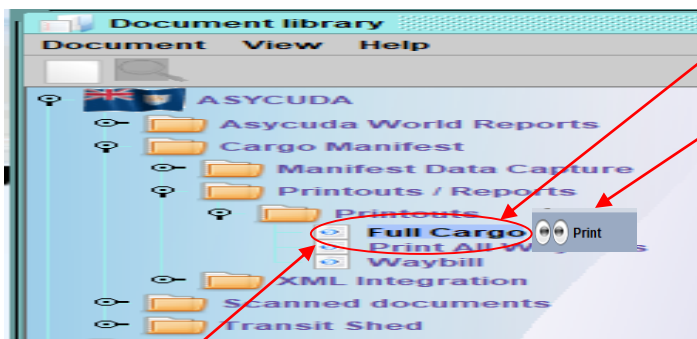 Document library
Document View Help
ASYCUDA
Asycuda World Reports
Cargo Manifest
Manifest Data Capture
Printouts / Reports
Printouts
Full Cargo Print
Print All W
Waybill
XML Integration
Scanned documents
Transit Shed